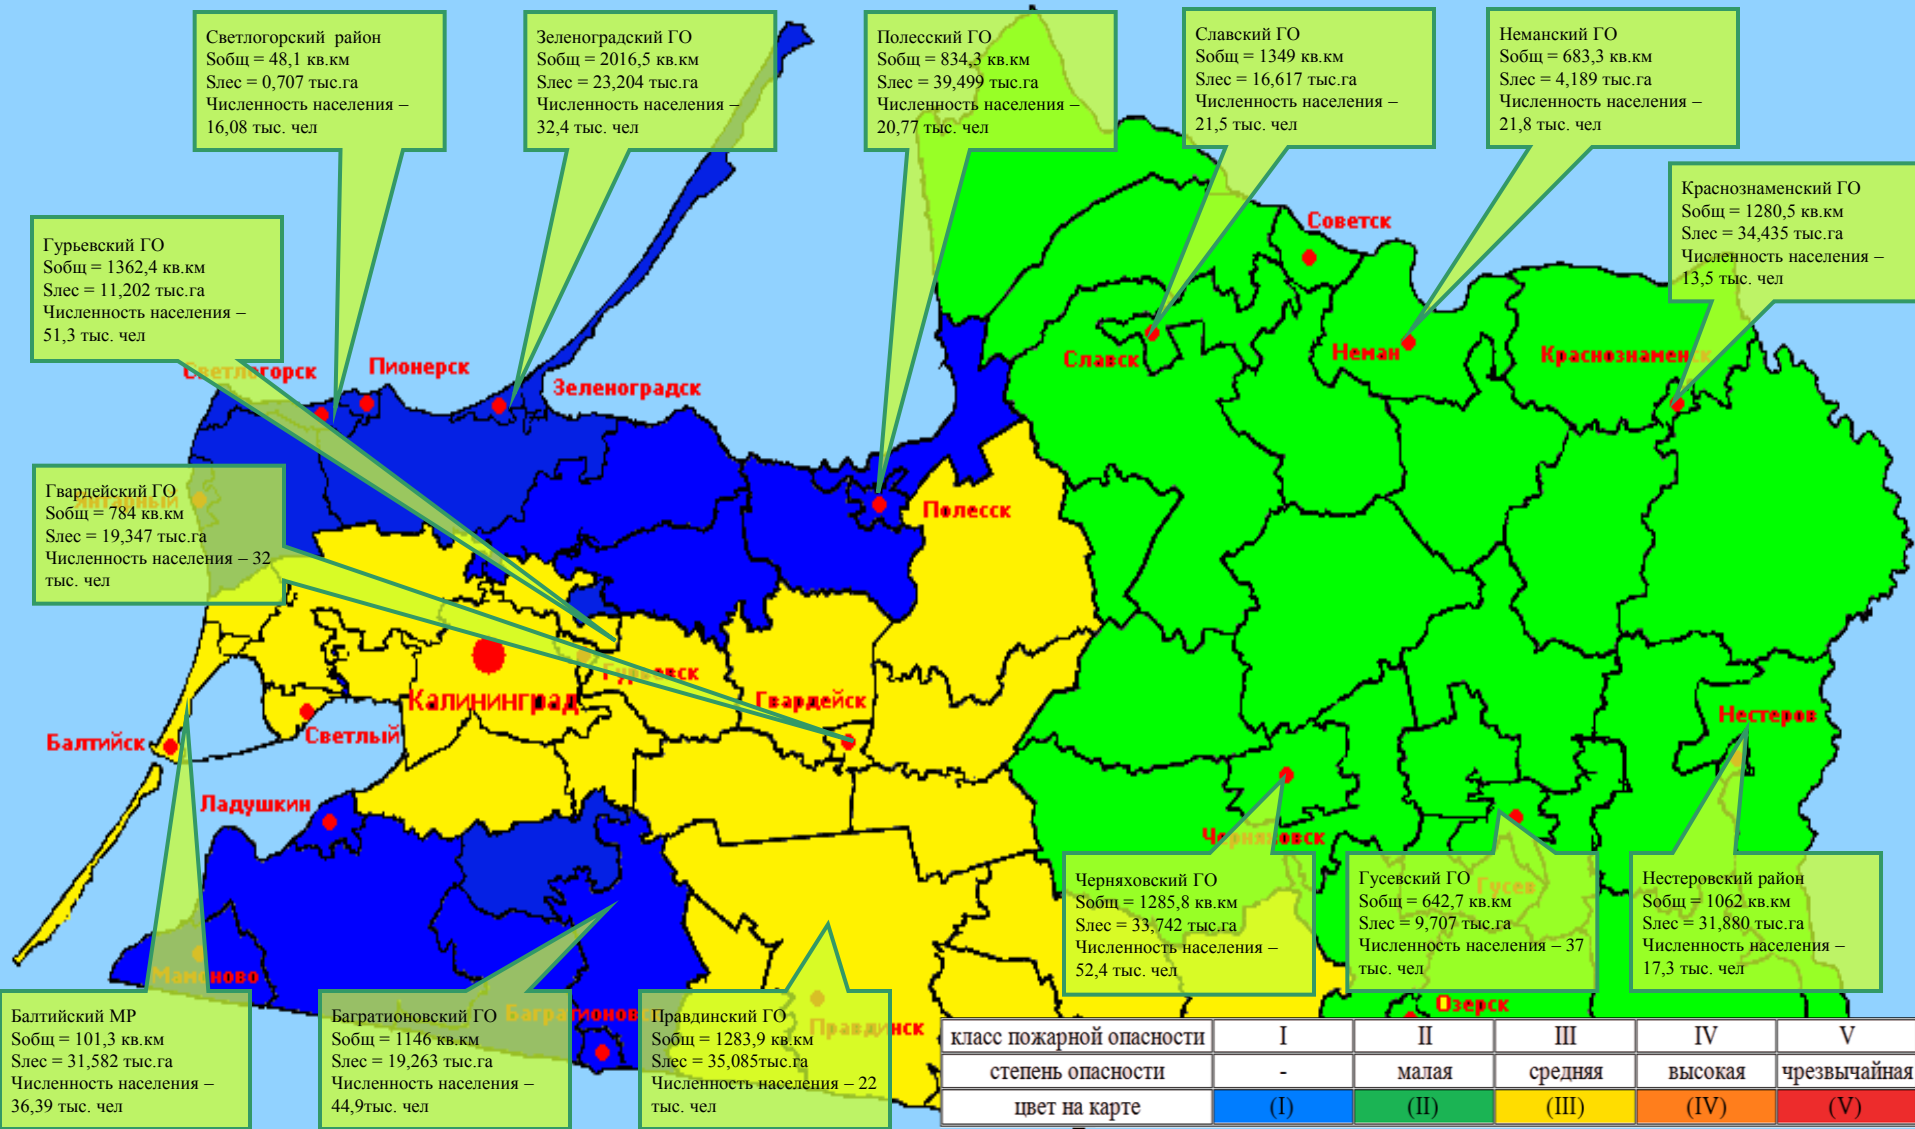 Светлогорский  район
Sобщ = 48,1 кв.км
Sлес = 0,707 тыс.га
Численность населения –
16,08 тыс. чел
Зеленоградский ГО
Sобщ = 2016,5 кв.км
Sлес = 23,204 тыс.га
Численность населения –
32,4 тыс. чел
Полесский ГО
Sобщ = 834,3 кв.км
Sлес = 39,499 тыс.га
Численность населения –
20,77 тыс. чел
Славский ГО
Sобщ = 1349 кв.км
Sлес = 16,617 тыс.га
Численность населения –
21,5 тыс. чел
Неманский ГО
Sобщ = 683,3 кв.км
Sлес = 4,189 тыс.га
Численность населения –
21,8 тыс. чел
Краснознаменский ГО
Sобщ = 1280,5 кв.км
Sлес = 34,435 тыс.га
Численность населения –
13,5 тыс. чел
Гурьевский ГО
Sобщ = 1362,4 кв.км
Sлес = 11,202 тыс.га
Численность населения –
51,3 тыс. чел
Советск
Славск
Неман
Краснознаменск
Светлогорск
Пионерск
Зеленоградск
Гвардейский ГО
Sобщ = 784 кв.км
Sлес = 19,347 тыс.га
Численность населения – 32
тыс. чел
Янтарный
Полесск
Гурьевск
Калининград
Гвардейск
Светлый
Балтийск
Ладушкин
Нестеров
Черняховск
Гусев
Черняховский ГО
Sобщ = 1285,8 кв.км
Sлес = 33,742 тыс.га
Численность населения –
52,4 тыс. чел
Гусевский ГО
Sобщ = 642,7 кв.км
Sлес = 9,707 тыс.га
Численность населения – 37
тыс. чел
Нестеровский район
Sобщ = 1062 кв.км
Sлес = 31,880 тыс.га
Численность населения –
17,3 тыс. чел
Мамоново
Багратионовск
Правдинск
Озерск
Балтийский МР
Sобщ = 101,3 кв.км
Sлес = 31,582 тыс.га
Численность населения –
36,39 тыс. чел
Багратионовский ГО
Sобщ = 1146 кв.км
Sлес = 19,263 тыс.га
Численность населения –
44,9тыс. чел
Правдинский ГО
Sобщ = 1283,9 кв.км
Sлес = 35,085тыс.га
Численность населения – 22
тыс. чел
класс пожарной опасности I II III IV V
степень опасности - малая средняя высокая чрезвычайная
цвет на карте (I) (II) (III) (IV) (V)